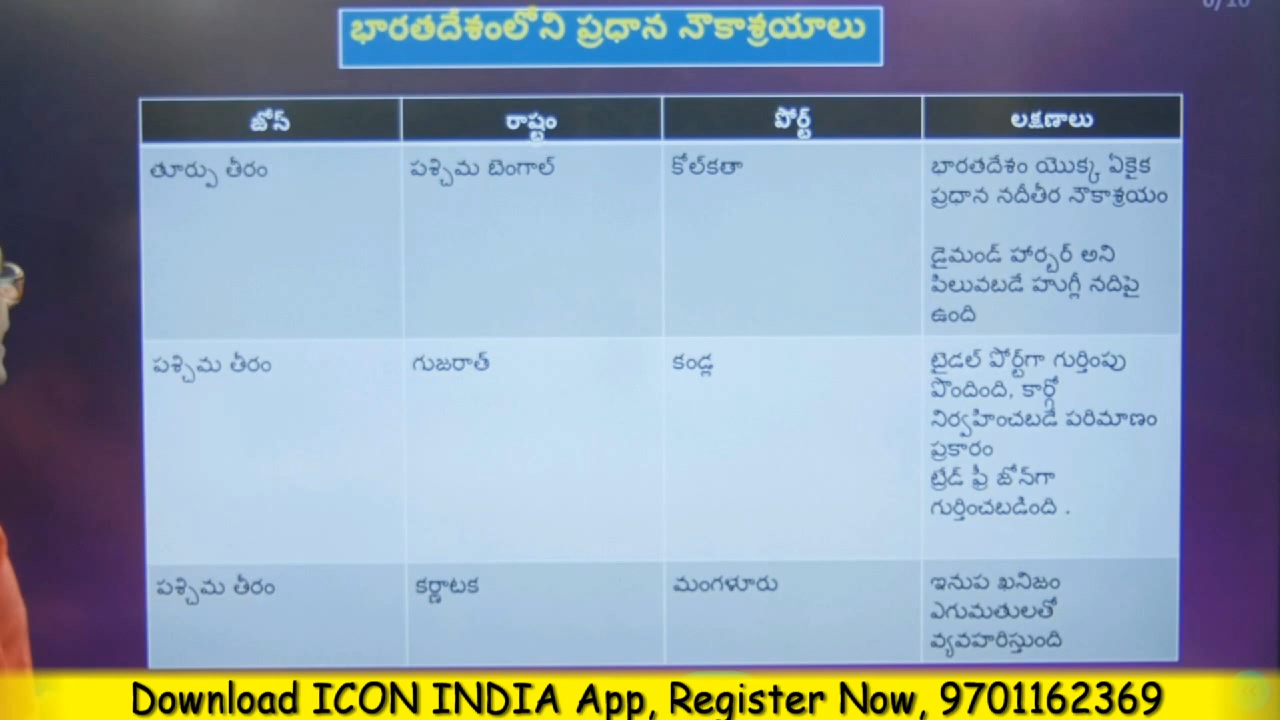 భారతదేశంలోని ప్రధాన నౌకాశ్రయాలు
జోన్ రాష్టం పోర్ట్ లక్షణాలు
తూర్పు తీరం పశ్చిమ బెంగాల్ కోల్‌కతా భారతదేశం యొక్క ఏకైక
ప్రధాన నదీతీర నౌకాశ్రయం
డైమండ్ హార్బర్ అని
పిలువబడే హుగ్లీ నదిపై
ఉంది
పశ్చిమ తీరం గుజరాత్ కండ్ల టైడల్ పోర్ట్‌గా గుర్తింపు
పొందింది, కార్గో
నిర్వహించబడే పరిమాణం
ప్రకారం
ట్రేడ్ ఫ్రీ జోన్‌గా
గుర్తించబడింది .
పశ్చిమ తీరం కర్ణాటక మంగళూరు ఇనుప ఖనిజం
ఎగుమతులతో
వ్యవహరిస్తుంది
Download ICON INDIA App, Register Now, 9701162369